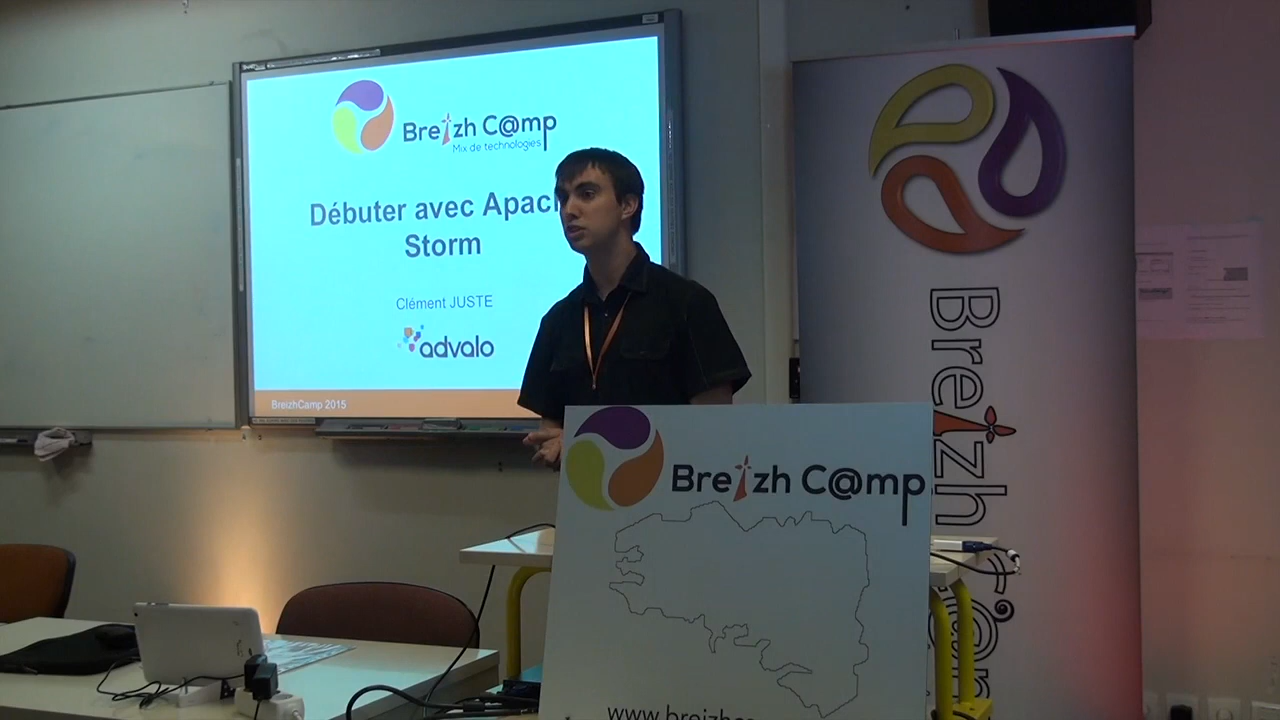 Breizh C@mp
Mix de technologies
Débuter avec Apac
Storm
Clément JUSTE
advalo
BreizhCamp 2015
Breizh C@mp
www.breizhc
Breizh C@m